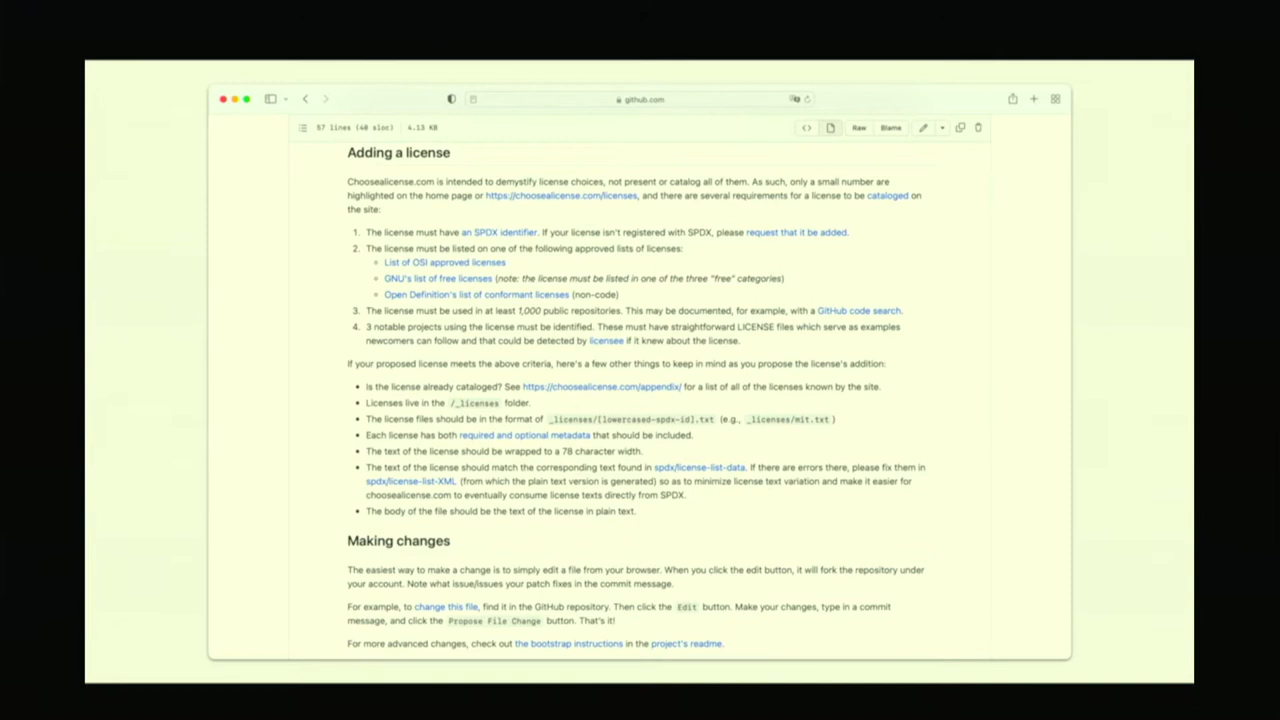 github.com
57 lines (40 sloc) 4.13 KB
Raw Blame
Adding a license
Choosealicense.com is intended to demystify license choices, not present or catalog all of them. As such, only a small number are
highlighted on the home page or https://choosealicense.com/licenses, and there are several requirements for a license to be cataloged on
the site:
1. The license must have an SPDX identifier. If your license isn't registered with SPDX, please request that it be added.
2. The license must be listed on one of the following approved lists of licenses:
List of OSI approved licenses
GNU's list of free licenses (note: the license must be listed in one of the three "free" categories)
Open Definition's list of conformant licenses (non-code)
3. The license must be used in at least 1,000 public repositories. This may be documented, for example, with a GitHub code search.
4. 3 notable projects using the license must be identified. These must have straightforward LICENSE files which serve as examples
newcomers can follow and that could be detected by licensee if it knew about the license.
If your proposed license meets the above criteria, here's a few other things to keep in mind as you propose the license's addition:
Is the license already cataloged? See https://choosealicense.com/appendix/ for a list of all of the licenses known by the site.
Licenses live in the /_licenses folder.
The license files should be in the format of _licenses/[lowercased-spdx-id].txt (e.g., _licenses/mit.txt )
Each license has both required and optional metadata that should be included.
The text of the license should be wrapped to a 78 character width.
The text of the license should match the corresponding text found in spdx/license-list-data. If there are errors there, please fix them in
spdx/license-list-XML (from which the plain text version is generated) so as to minimize license text variation and make it easier for
choosealicense.com to eventually consume license texts directly from SPDX.
The body of the file should be the text of the license in plain text.
Making changes
The easiest way to make a change is to simply edit a file from your browser. When you click the edit button, it will fork the repository under
your account. Note what issue/issues your patch fixes in the commit message.
For example, to change this file, find it in the GitHub repository. Then click the Edit button. Make your changes, type in a commit
message, and click the Propose File Change button. That's it!
For more advanced changes, check out the bootstrap instructions in the project's readme.